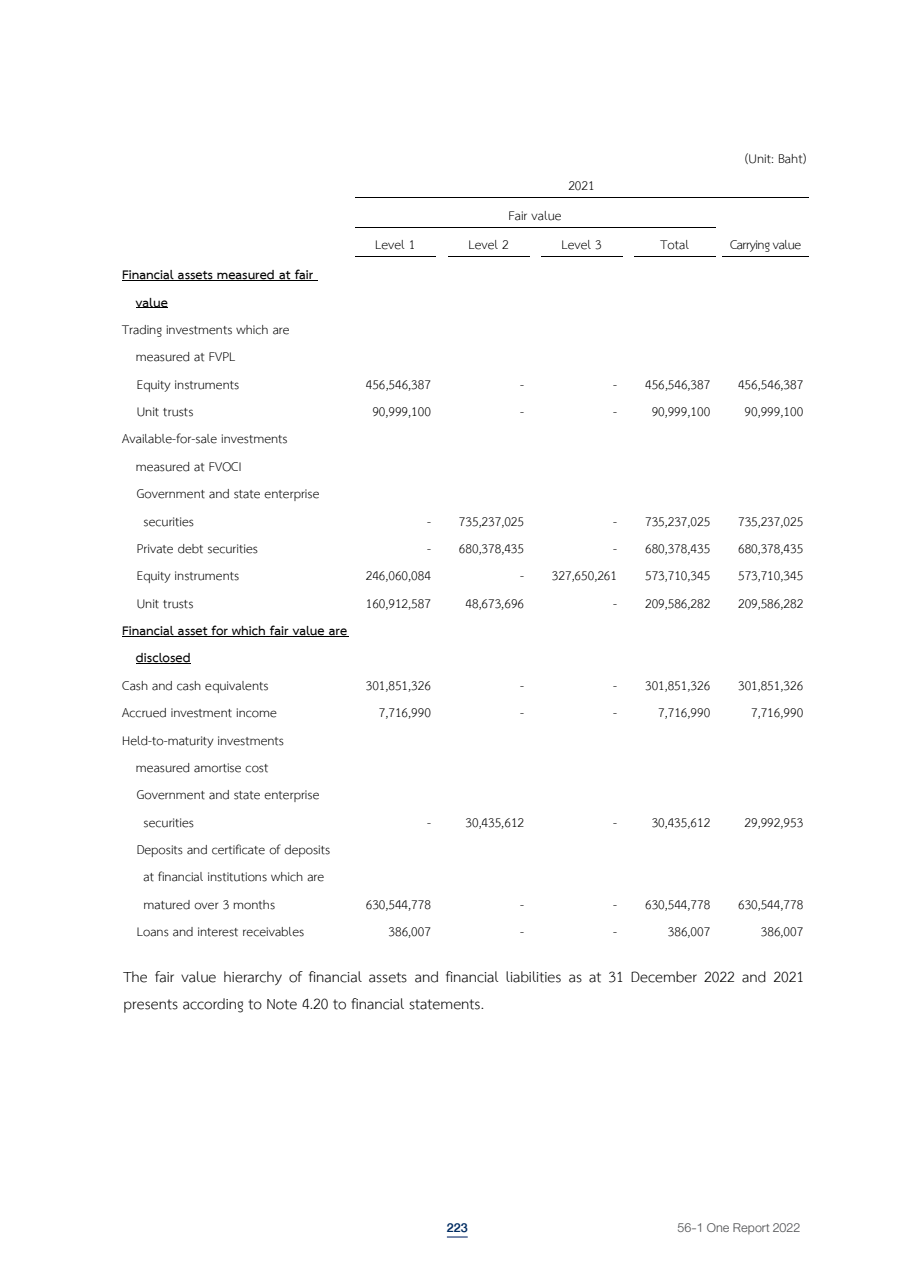 (Unit: Baht)
2021
Fair value
Level 1 Level 2 Level 3 Total Carrying value
Financial assets measured at fair
value
Trading investments which are
measured at FVPL
Equity instruments 456,546,387 - - 456,546,387 456,546,387
Unit trusts 90,999,100 - - 90,999,100 90,999,100
Available-for-sale investments
measured at FVOCI
Government and state enterprise
securities - 735,237,025 - 735,237,025 735,237,025
Private debt securities - 680,378,435 - 680,378,435 680,378,435
Equity instruments 246,060,084 - 327,650,261 573,710,345 573,710,345
Unit trusts 160,912,587 48,673,696 - 209,586,282 209,586,282
Financial asset for which fair value are
disclosed
Cash and cash equivalents 301,851,326 - - 301,851,326 301,851,326
Accrued investment income 7,716,990 - - 7,716,990 7,716,990
Held-to-maturity investments
measured amortise cost
Government and state enterprise
securities - 30,435,612 - 30,435,612 29,992,953
Deposits and certificate of deposits
at financial institutions which are
matured over 3 months 630,544,778 - - 630,544,778 630,544,778
Loans and interest receivables 386,007 - - 386,007 386,007
The fair value hierarchy of financial assets and financial liabilities as at 31 December 2022 and 2021
presents according to Note 4.20 to financial statements.
223 56-1 One Report 2022